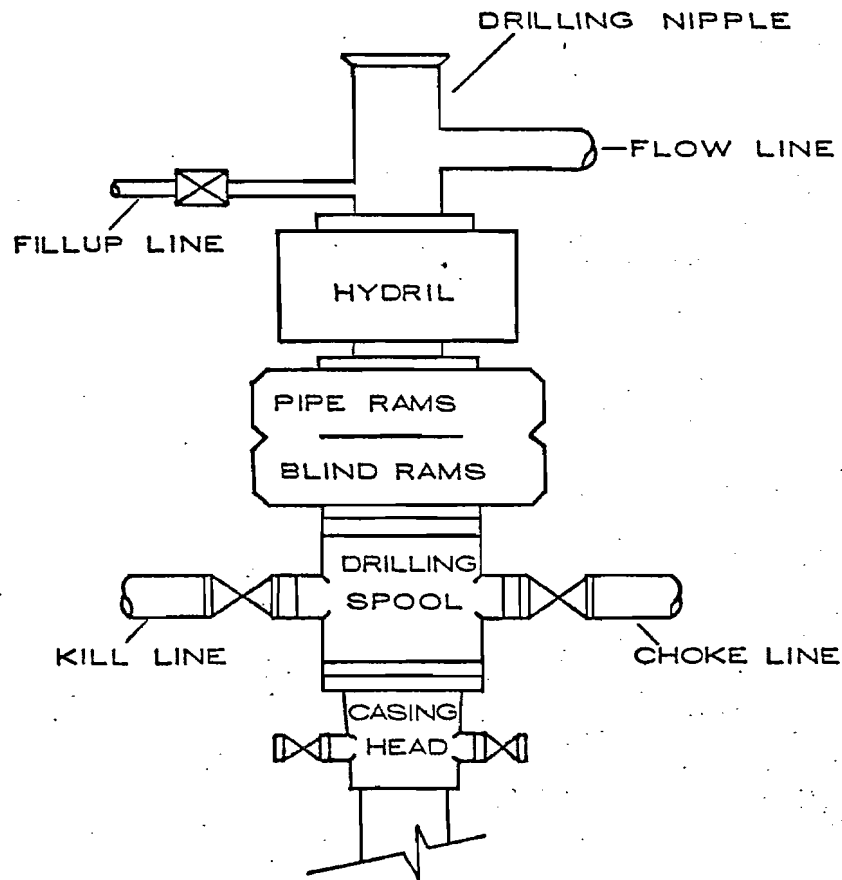 DRILLING NIPPLE
FLOW LINE
FILLUP LINE
HYDRIL
PIPE RAMS
BLIND RAMS
DRILLING
SPOOL
KILL LINE
CHOKE LINE
CASING
HEAD